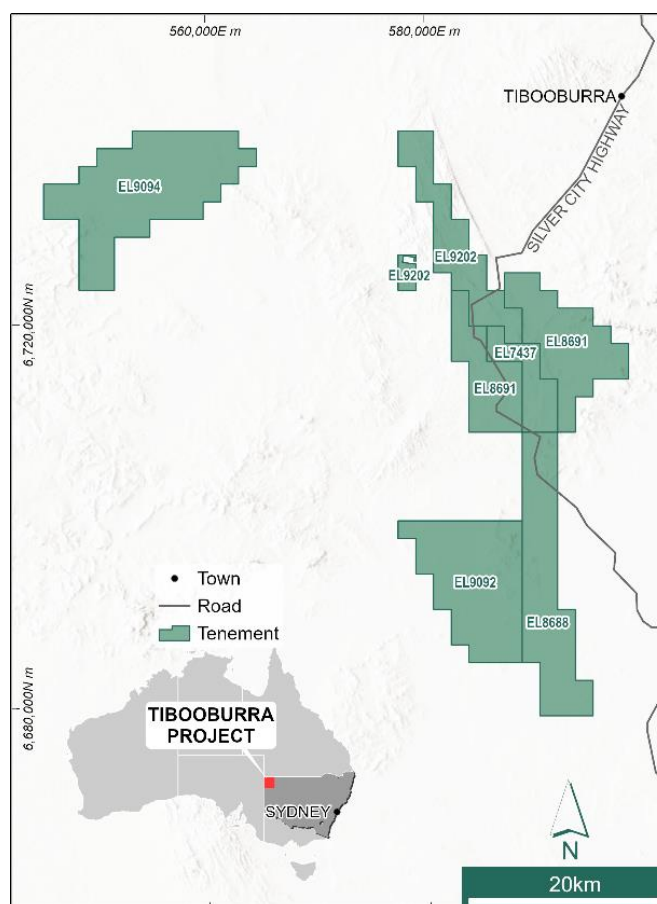 560,000E m
580,000E m
TIBOOBURRA
SILVER CITY HIGHWAY
EL9094
EL9202
EL9202
6,720,000N m
EL7437
EL8691
EL8691
EL9092
EL8688
Town
Road
Tenement
6,680,000N m
TIBOOBURRA
PROJECT
SYDNEY
N
20km